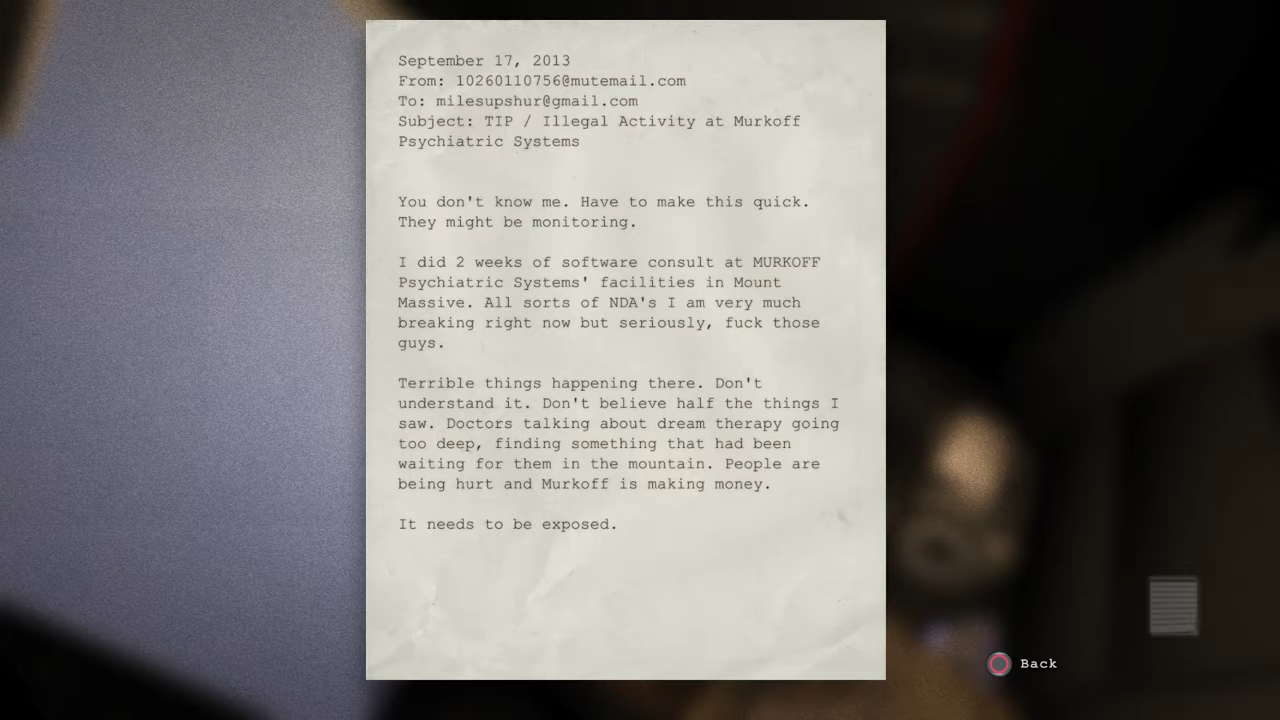 September 17, 2013
From: 10260110756@mutemail.com
To: milesupshur@gmail.com
Subject: TIP / Illegal Activity at Murkoff
Psychiatric Systems
You don't know me. Have to make this quick.
They might be monitoring.
I did 2 weeks of software consult at MURKOFF
Psychiatric Systems' facilities in Mount
Massive. All sorts of NDA's I am very much
breaking right now but seriously, fuck those
guys.
Terrible things happening there. Don't
understand it. Don't believe half the things I
saw. Doctors talking about dream therapy going
too deep, finding something that had been
waiting for them in the mountain. People are
being hurt and Murkoff is making money.
It needs to be exposed.
Back